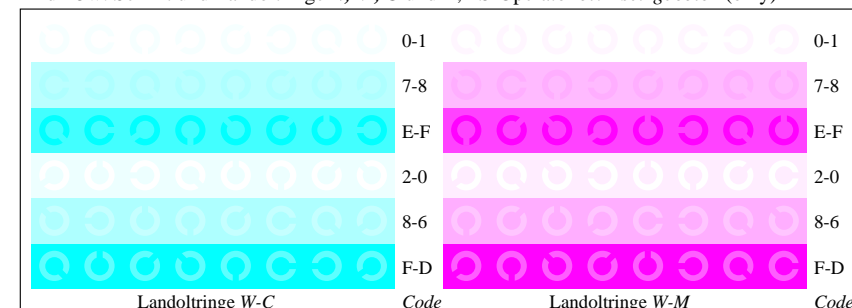 0-1 0-1
7-8 7-8
E-F E-F
2-0 2-0
8-6 8-6
F-D F-D
Landoltringe W-C Code Landoltringe W-M Code